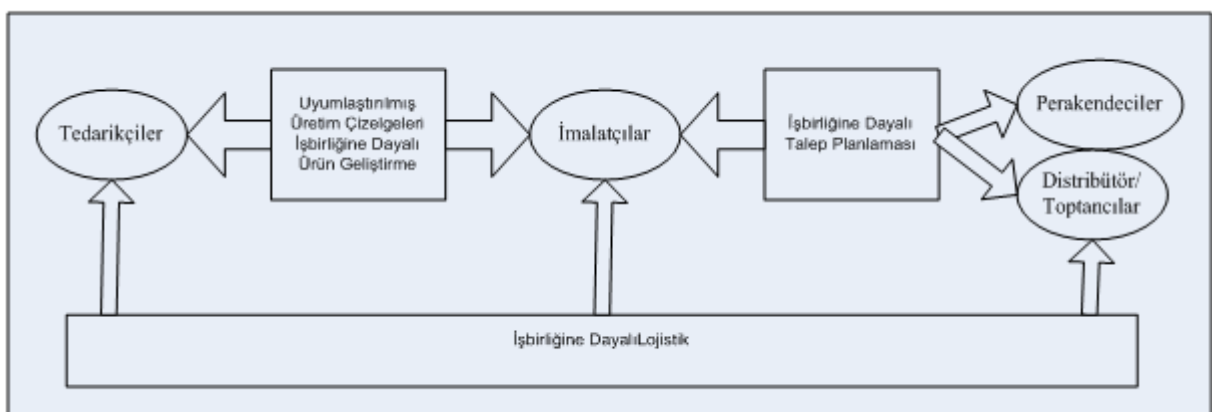 Tedarikçiler
Uyumlaştırılmış
Üretim Çizelgeleri
İşbirliğine Dayalı
Ürün Geliştirme
İmalatçılar
İşbirliğine Dayalı
Talep Planlaması
Perakendeciler
Distribütör/
Toptancılar
İşbirliğine DayalıLojistik